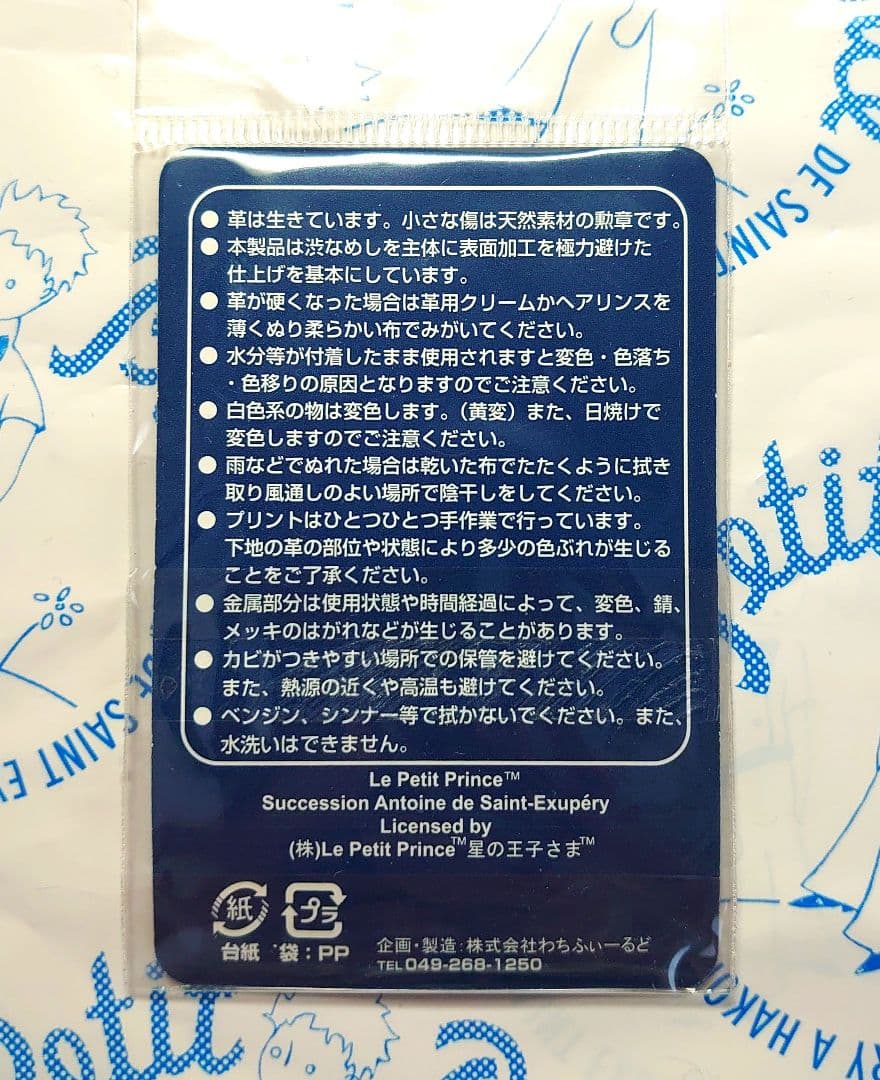 DE SAINT
● 革は生きています。小さな傷は天然素材の勲章です。
● 本製品は渋なめしを主体に表面加工を極力避けた
仕上げを基本にしています。
● 革が硬くなった場合は革用クリームかヘアリンスを
薄くぬり柔らかい布でみがいてください。
● 水分等が付着したまま使用されますと変色・色落ち
・色移りの原因となりますのでご注意ください。
● 白色系の物は変色します。（黄変）また、日焼けで
変色しますのでご注意ください。
● 雨などでぬれた場合は乾いた布でたたくように拭き
取り風通しのよい場所で陰干しをしてください。
● プリントはひとつひとつ手作業で行っています。
下地の革の部位や状態により多少の色ぶれが生じる
ことをご了承ください。
● 金属部分は使用状態や時間経過によって、変色、錆、
メッキのはがれなどが生じることがあります。
● カビがつきやすい場所での保管を避けてください。
また、熱源の近くや高温も避けてください。
● ベンジン、シンナー等で拭かないでください。また、
水洗いはできません。
Le Petit Prince™
Succession Antoine de Saint-Exupéry
Licensed by
(株)Le Petit Prince™星の王子さま™
紙 プラ
台紙 袋：PP
企画・製造：株式会社わちふぃーるど
TEL 049-268-1250
Petit
SAINT
Petit